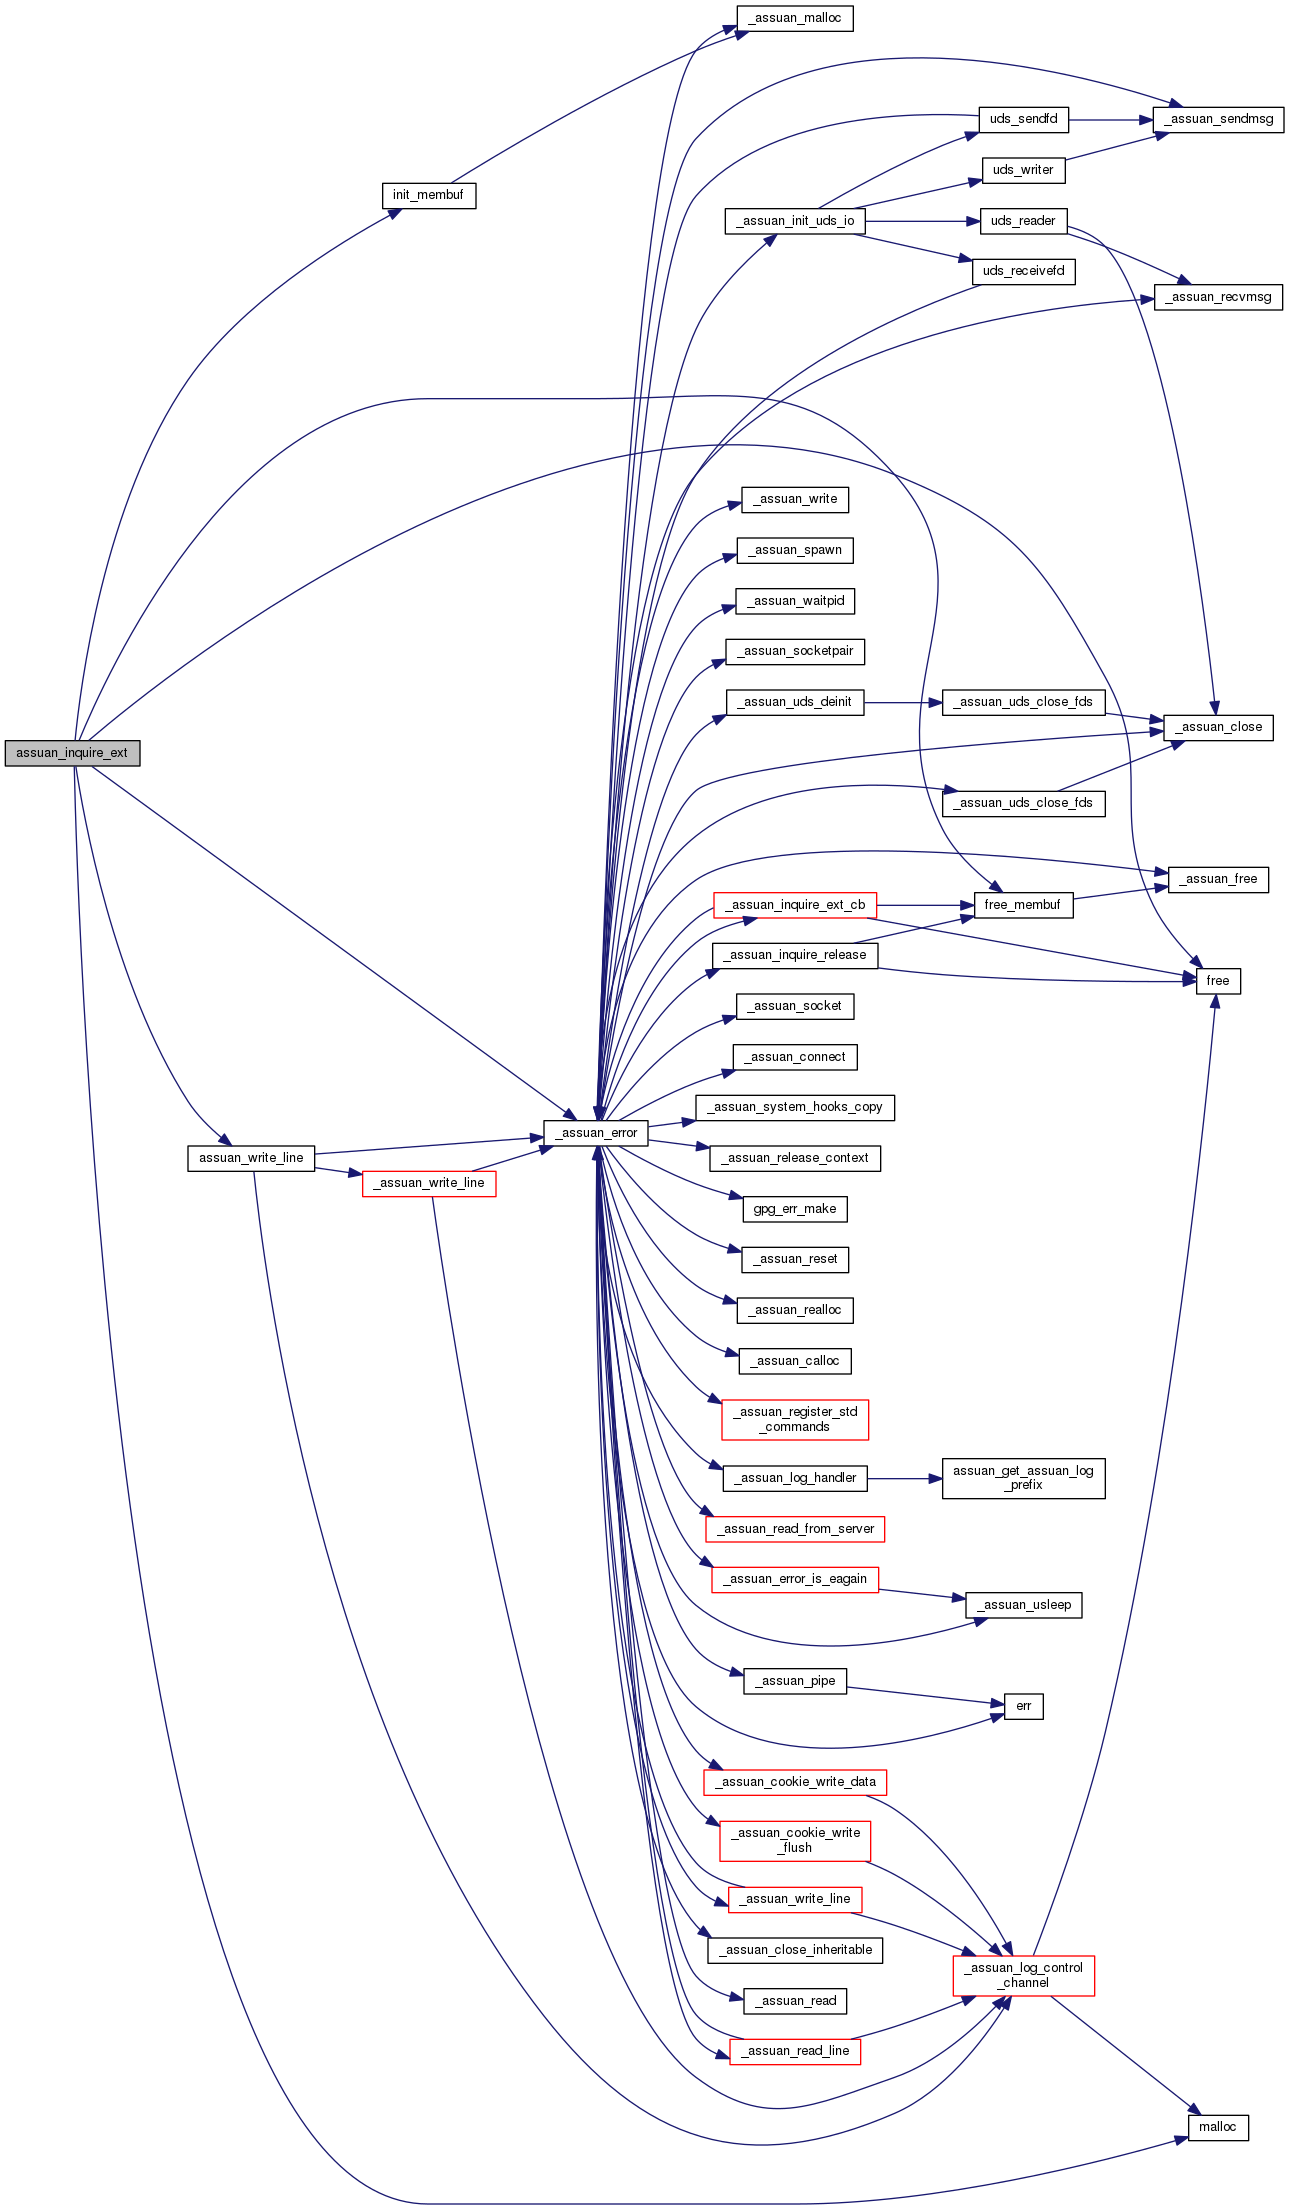 _assuan_malloc
_assuan_sendmsg
uds_sendfd
uds_writer
init_membuf
_assuan_init_uds_io
uds_reader
uds_receivefd
_assuan_recvmsg
_assuan_write
_assuan_spawn
_assuan_waitpid
_assuan_socketpair
_assuan_uds_deinit
_assuan_uds_close_fds
_assuan_close
assuan_inquire_ext
_assuan_uds_close_fds
_assuan_free
_assuan_inquire_ext_cb
free_membuf
_assuan_inquire_release
free
_assuan_socket
_assuan_connect
_assuan_system_hooks_copy
_assuan_error
assuan_write_line
_assuan_release_context
_assuan_write_line
gpg_err_make
_assuan_reset
_assuan_realloc
_assuan_calloc
_assuan_register_std
_commands
_assuan_log_handler
assuan_get_assuan_log
_prefix
_assuan_read_from_server
_assuan_error_is_eagain
_assuan_usleep
_assuan_pipe
err
_assuan_cookie_write_data
_assuan_cookie_write
_flush
_assuan_write_line
_assuan_close_inheritable
_assuan_log_control
_channel
_assuan_read
_assuan_read_line
malloc